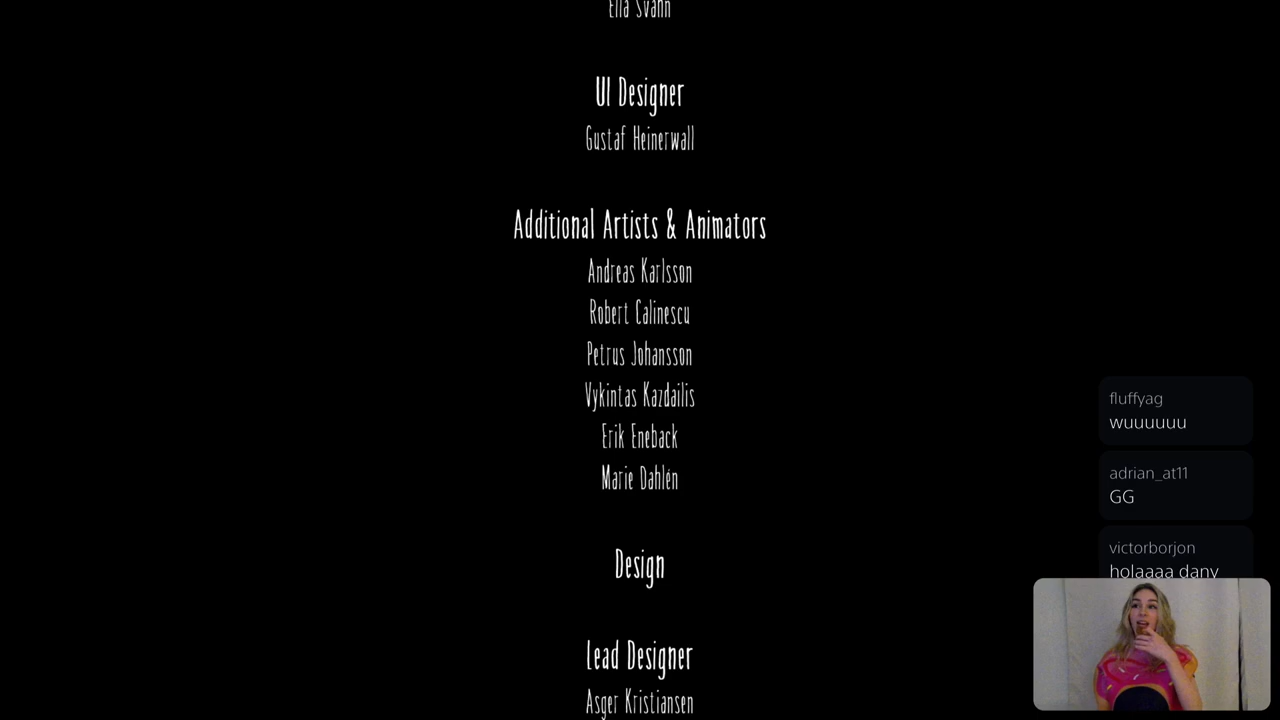 Ella Svahn
UI Designer
Gustaf Heinerwall
Additional Artists & Animators
Andreas Karlsson
Robert Calinescu
Petrus Johansson
Vykintas Kazdailis
Erik Eneback
Marie Dahlén
Design
Lead Designer
Asger Kristiansen
fluffyag
wuuuuuu
adrian_at11
GG
victorborjon
holaaaa dany